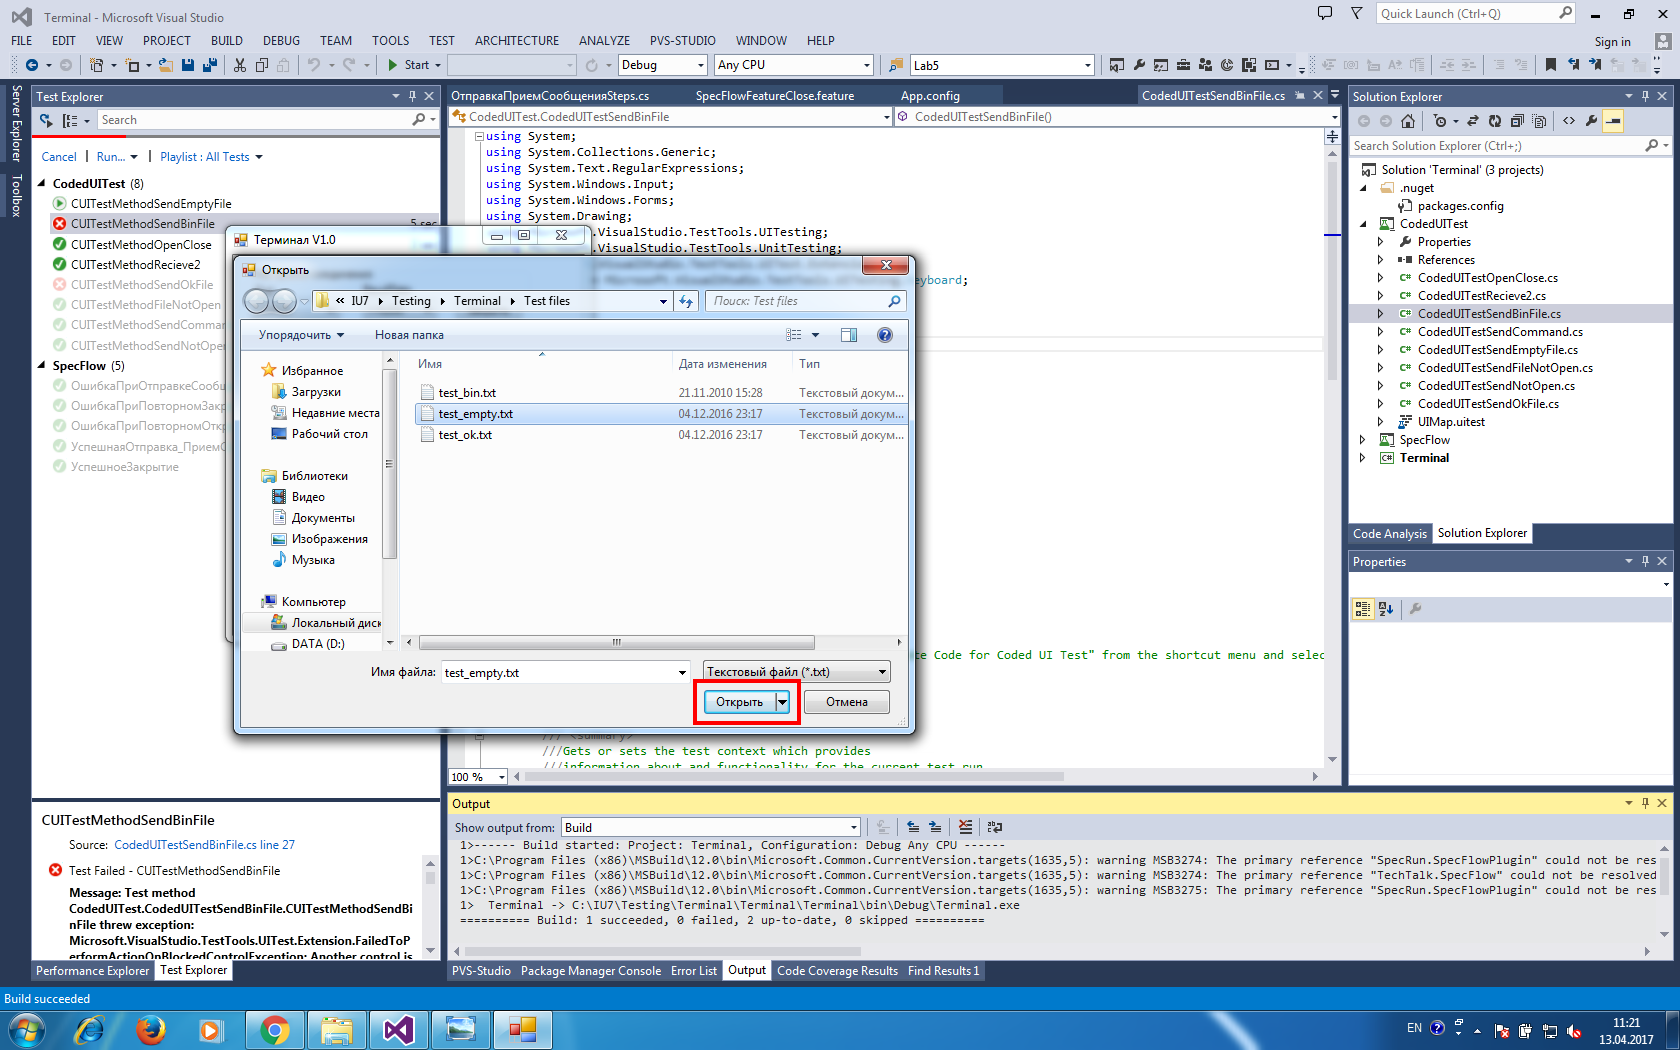 Terminal - Microsoft Visual Studio
Quick Launch (Ctrl+Q)
FILE EDIT VIEW PROJECT BUILD DEBUG TEAM TOOLS TEST ARCHITECTURE ANALYZE PVS-STUDIO WINDOW HELP
Sign in
Start Debug Any CPU Lab5
Server Explorer
Toolbox
Test Explorer
Search
Cancel Run... Playlist : All Tests
CodedUITest (8)
CUITestMethodSendEmptyFile
CUITestMethodSendBinFile 5 sec
CUITestMethodOpenClose
CUITestMethodRecieve2
CUITestMethodSendOkFile
CUITestMethodFileNotOpen
CUITestMethodSendComman
CUITestMethodSendNotOpe
SpecFlow (5)
ОшибкаПриОтправкеСообщ
ОшибкаПриПовторномЗакр
ОшибкаПриПовторномОткр
УспешнаяОтправка_ПриемС
УспешноеЗакрытие
CUITestMethodSendBinFile
Source: CodedUITestSendBinFile.cs line 27
Test Failed - CUITestMethodSendBinFile
Message: Test method
CodedUITest.CodedUITestSendBinFile.CUITestMethodSendBi
nFile threw exception:
Microsoft.VisualStudio.TestTools.UITest.Extension.FailedToP
erformActionOnBlockedControlException: Another control is
Performance Explorer Test Explorer
ОтправкаПриемСообщенияSteps.cs SpecFlowFeatureClose.feature App.config CodedUITestSendBinFile.cs
CodedUITest.CodedUITestSendBinFile CodedUITestSendBinFile()
using System;
using System.Collections.Generic;
using System.Text.RegularExpressions;
using System.Windows.Input;
using System.Windows.Forms;
using System.Drawing;
.VisualStudio.TestTools.UITesting;
.VisualStudio.TestTools.UnitTesting;
eyboard;
te Code for Coded UI Test" from the shortcut menu and selec
/// <summary>
///Gets or sets the test context which provides
///information about and functionality for the current test run
100 %
Терминал V1.0
Открыть
« IU7 Testing Terminal Test files
Поиск: Test files
Упорядочить Новая папка
Избранное
Загрузки
Недавние места
Рабочий стол
Библиотеки
Видео
Документы
Изображения
Музыка
Компьютер
Локальный диск
DATA (D:)
Имя Дата изменения Тип
test_bin.txt 21.11.2010 15:28 Текстовый докум...
test_empty.txt 04.12.2016 23:17 Текстовый докум...
test_ok.txt 04.12.2016 23:17 Текстовый докум...
Имя файла: test_empty.txt Текстовый файл (*.txt)
Открыть Отмена
Solution Explorer
Search Solution Explorer (Ctrl+;)
Solution 'Terminal' (3 projects)
.nuget
packages.config
CodedUITest
Properties
References
C# CodedUITestOpenClose.cs
C# CodedUITestRecieve2.cs
C# CodedUITestSendBinFile.cs
C# CodedUITestSendCommand.cs
C# CodedUITestSendEmptyFile.cs
C# CodedUITestSendFileNotOpen.cs
C# CodedUITestSendNotOpen.cs
C# CodedUITestSendOkFile.cs
UIMap.uitest
SpecFlow
C# Terminal
Code Analysis Solution Explorer
Properties
Output
Show output from: Build
1>------ Build started: Project: Terminal, Configuration: Debug Any CPU ------
1>C:\Program Files (x86)\MSBuild\12.0\bin\Microsoft.Common.CurrentVersion.targets(1635,5): warning MSB3274: The primary reference "SpecRun.SpecFlowPlugin" could not be res
1>C:\Program Files (x86)\MSBuild\12.0\bin\Microsoft.Common.CurrentVersion.targets(1635,5): warning MSB3274: The primary reference "TechTalk.SpecFlow" could not be resolved
1>C:\Program Files (x86)\MSBuild\12.0\bin\Microsoft.Common.CurrentVersion.targets(1635,5): warning MSB3275: The primary reference "SpecRun.SpecFlowPlugin" could not be res
1> Terminal -> C:\IU7\Testing\Terminal\Terminal\Terminal\bin\Debug\Terminal.exe
========== Build: 1 succeeded, 0 failed, 2 up-to-date, 0 skipped ==========
PVS-Studio Package Manager Console Error List Output Code Coverage Results Find Results 1
Build succeeded
EN
11:21
13.04.2017